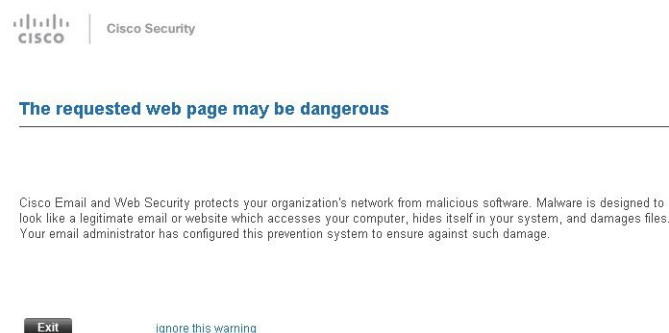 CISCO
Cisco Security
The requested web page may be dangerous
Cisco Email and Web Security protects your organization's network from malicious software. Malware is designed to
look like a legitimate email or website which accesses your computer, hides itself in your system, and damages files.
Your email administrator has configured this prevention system to ensure against such damage.
Exit
ignore this warning